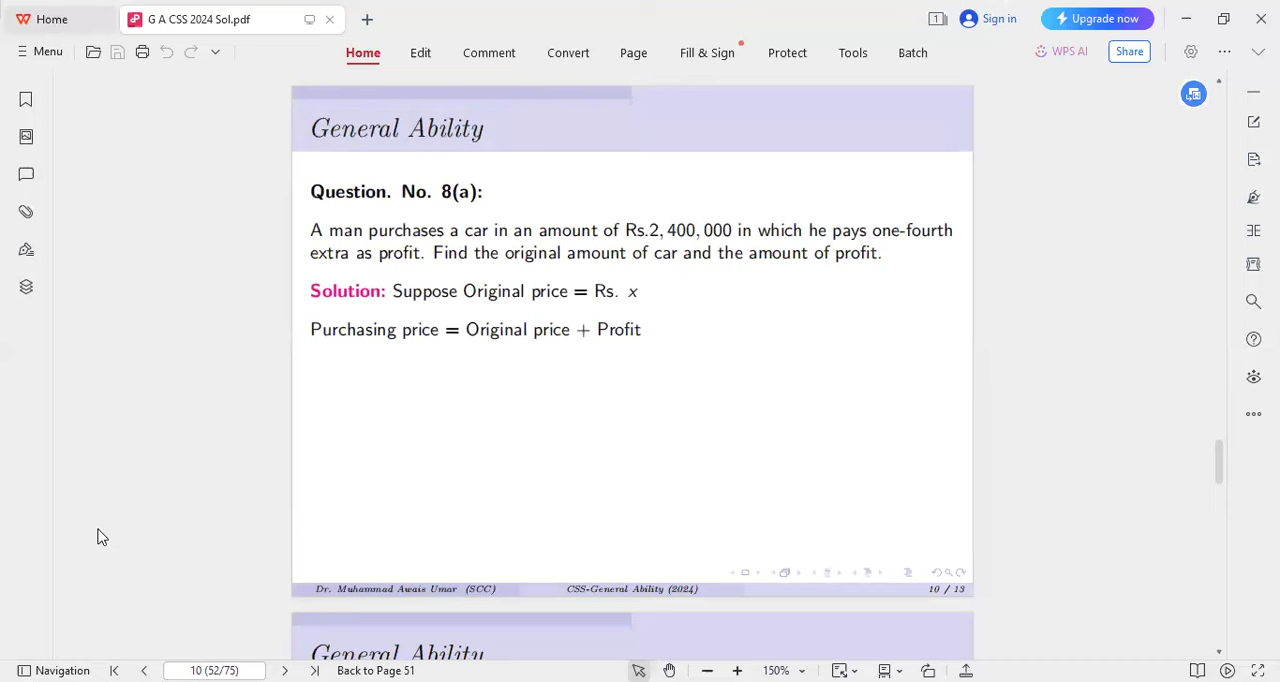 Home
G A CSS 2024 Sol.pdf
1
Sign in
Upgrade now
Menu
Home
Edit
Comment
Convert
Page
Fill & Sign
Protect
Tools
Batch
WPS AI
Share
General Ability
Question. No. 8(a):
A man purchases a car in an amount of Rs.2, 400, 000 in which he pays one-fourth
extra as profit. Find the original amount of car and the amount of profit.
Solution: Suppose Original price = Rs. x
Purchasing price = Original price + Profit
Dr. Muhammad Awais Umar (SCC)
CSS-General Ability (2024)
10 / 13
General Ability
Navigation
10 (52/75)
Back to Page 51
150%